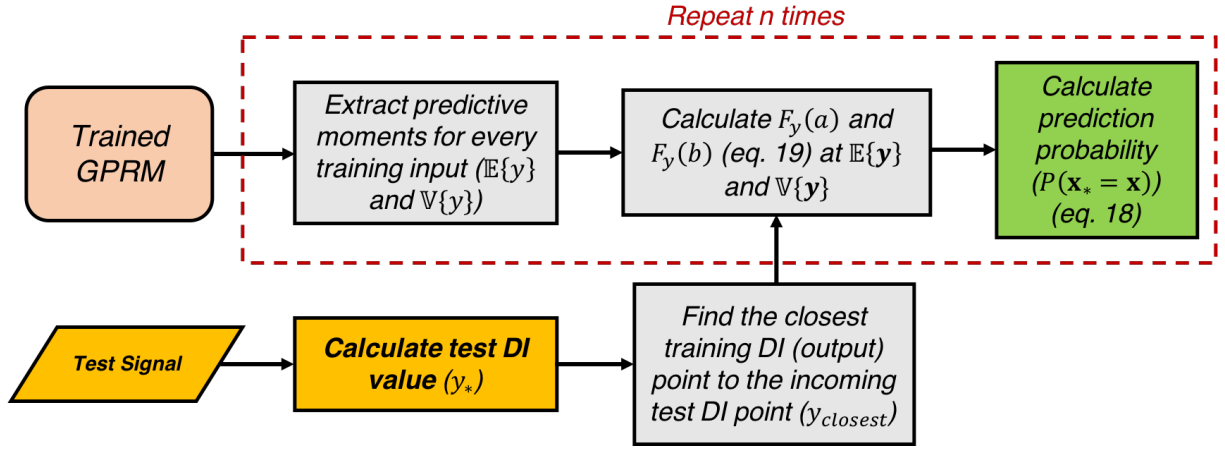 Repeat n times
Trained
GPRM
Extract predictive
moments for every
training input (𝔼{y}
and 𝕍{y})
Calculate F_y(a) and
F_y(b) (eq. 19) at 𝔼{𝒚}
and 𝕍{𝒚}
Calculate
prediction
probability
(P(𝐱_* = 𝐱))
(eq. 18)
Test Signal
Calculate test DI
value (y_*)
Find the closest
training DI (output)
point to the incoming
test DI point (y_closest)